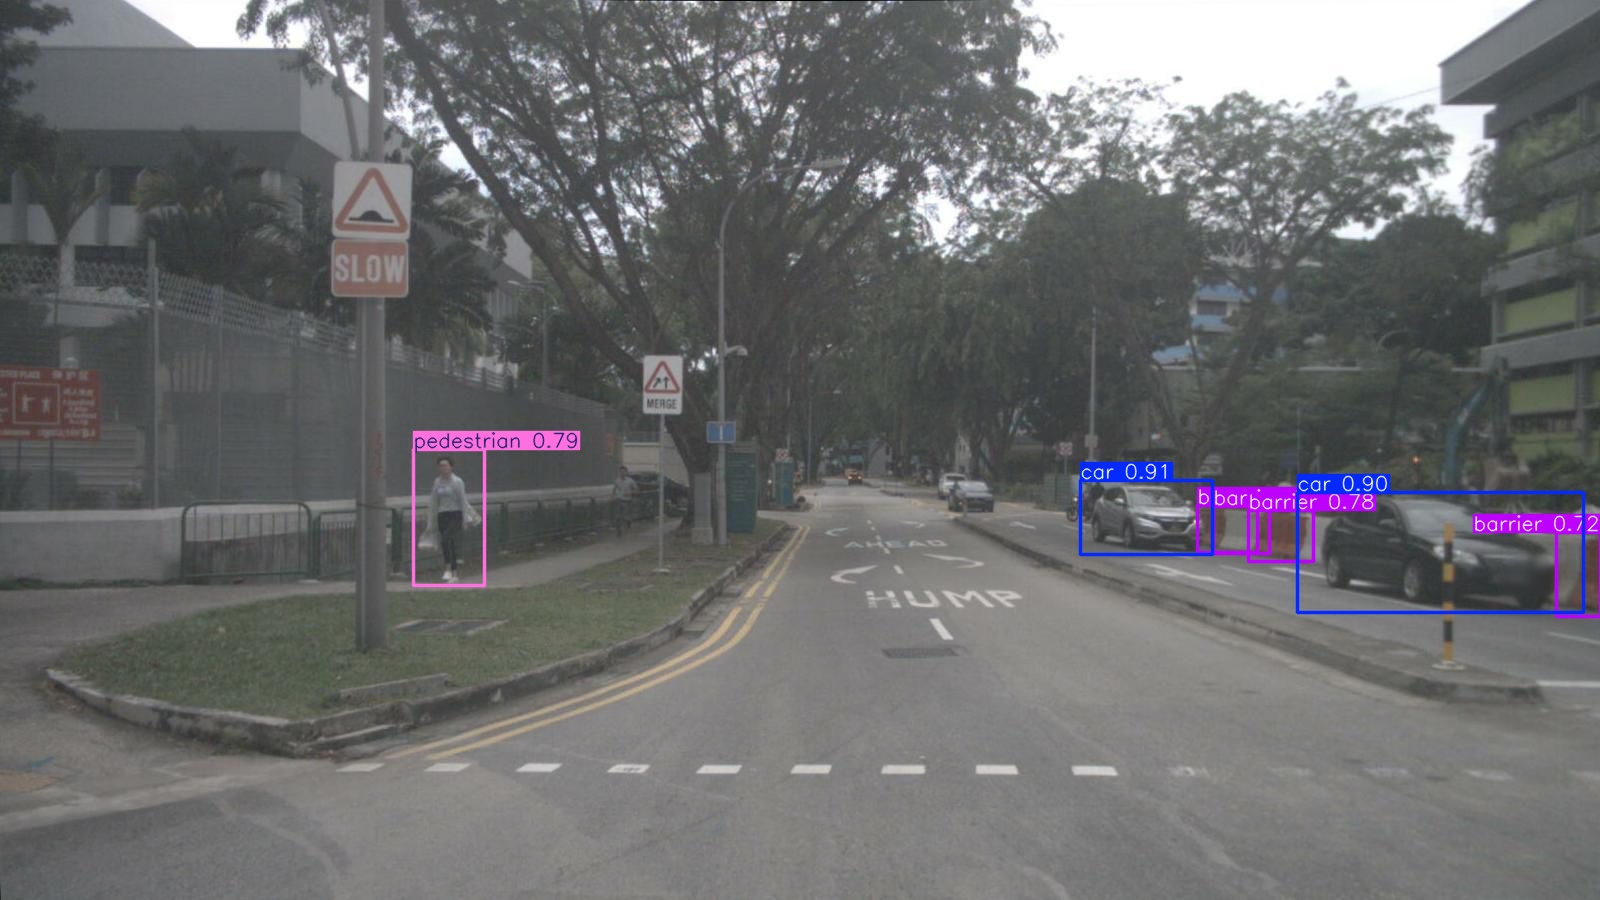 SLOW
MERGE
pedestrian 0.79
car 0.91
car 0.90
b
bar
barrier 0.78
barrier 0.72
AHEAD
HUMP